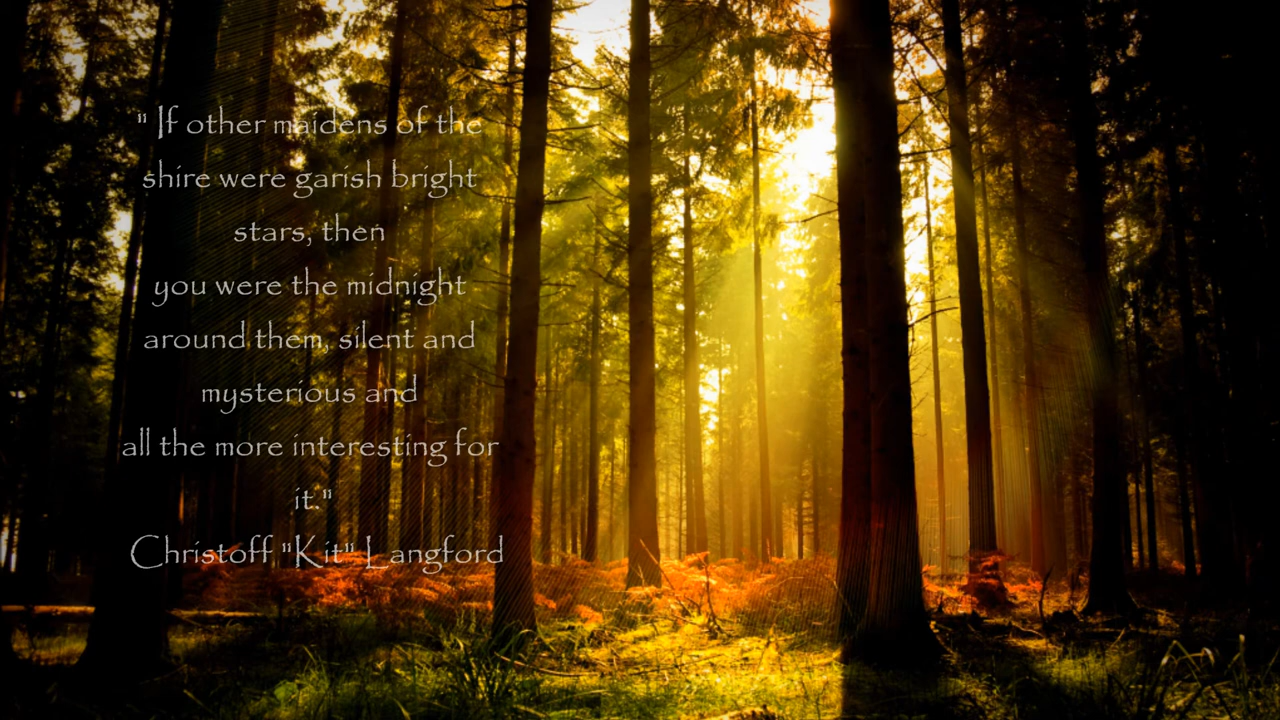 " If other maidens of the
shire were garish bright
stars, then
you were the midnight
around them, silent and
mysterious and
all the more interesting for
it."
Christoff "Kit" Langford